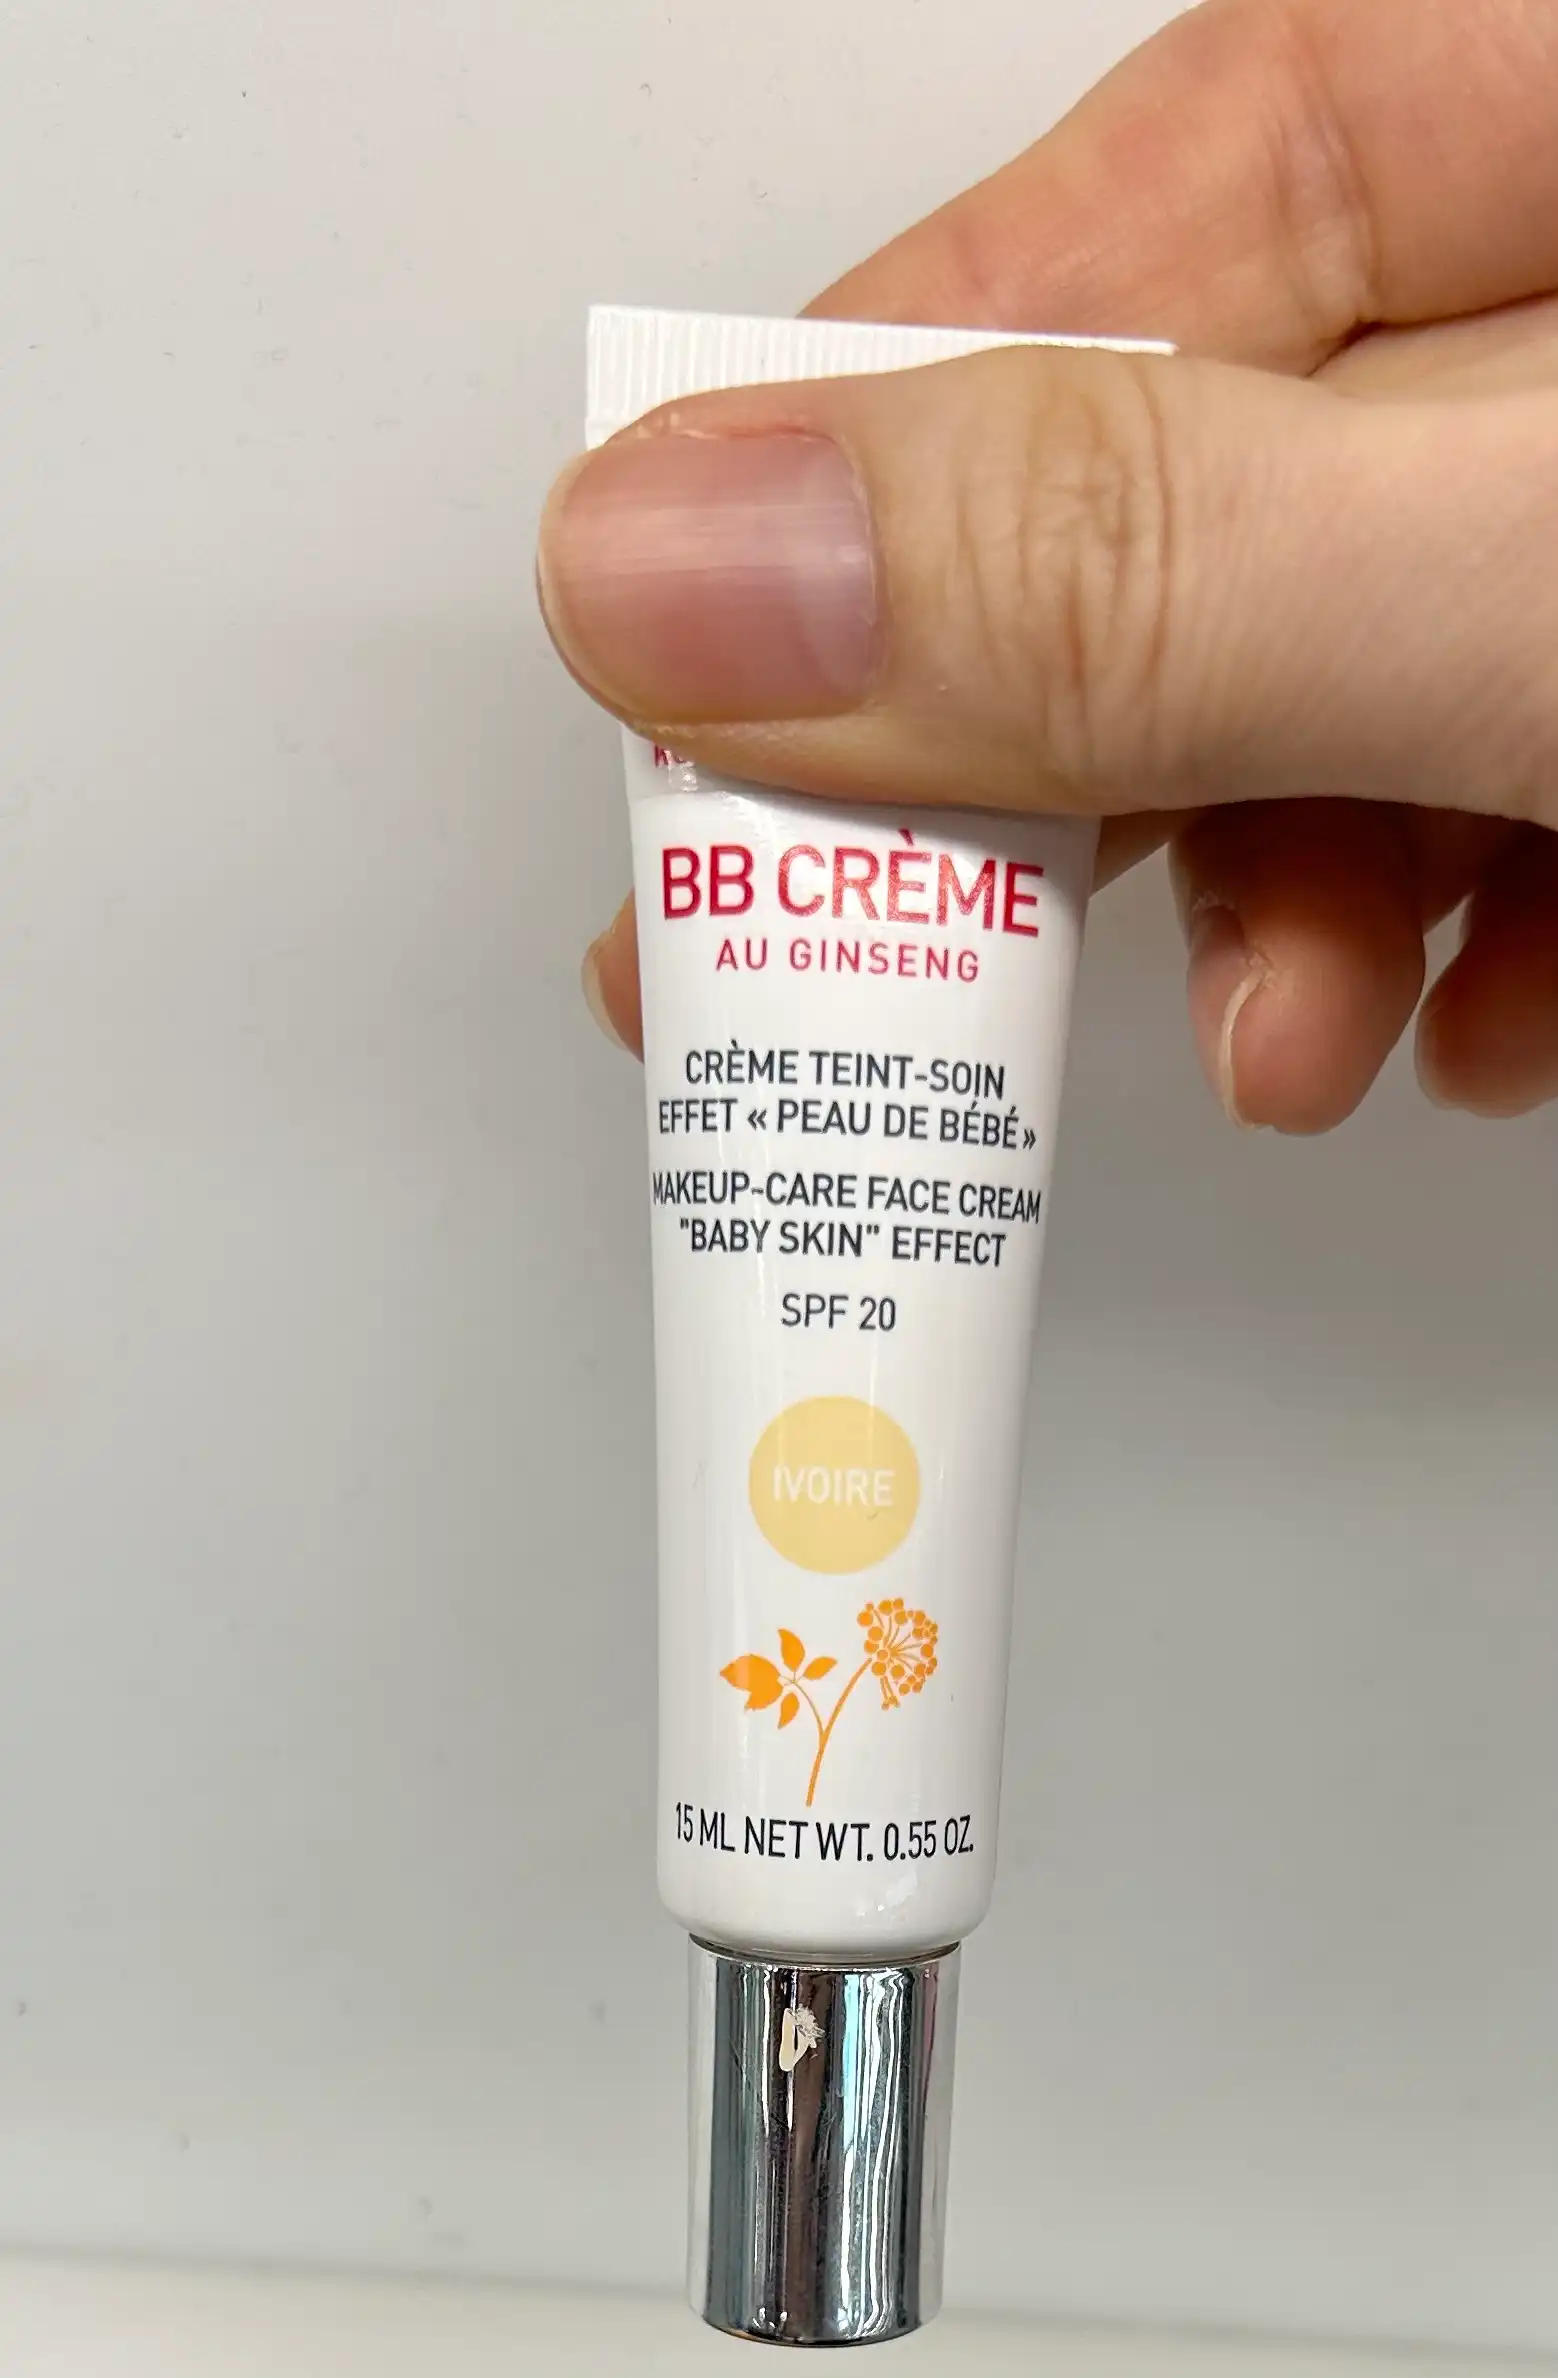 BB CRÈME
AU GINSENG
CRÈME TEINT-SOIN
EFFET « PEAU DE BÉBÉ »
MAKEUP-CARE FACE CREAM
"BABY SKIN" EFFECT
SPF 20
IVOIRE
15 ML NET WT. 0.55 OZ.